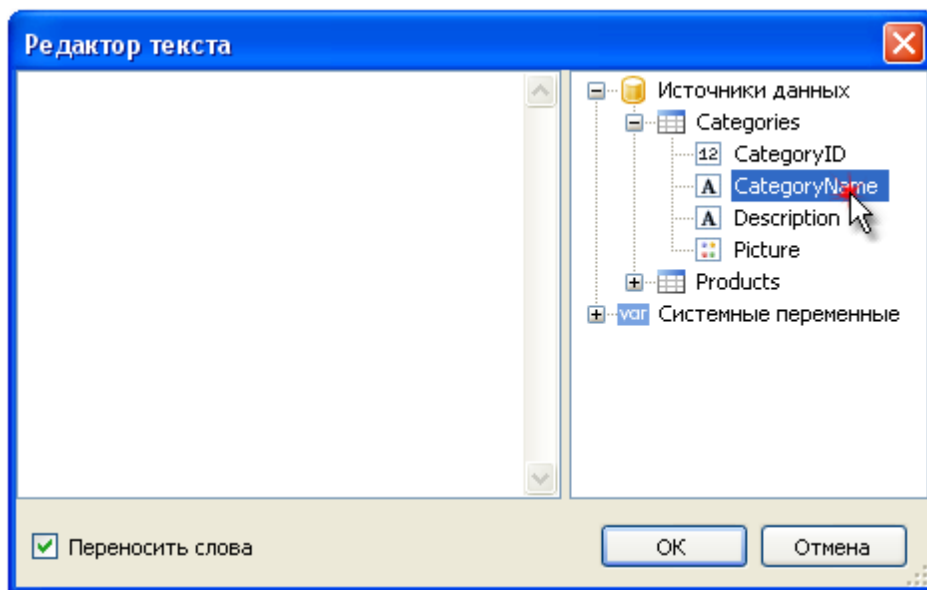 Редактор текста
Источники данных
Categories
12 CategoryID
A CategoryName
A Description
Picture
Products
var Системные переменные
Переносить слова
OK
Отмена